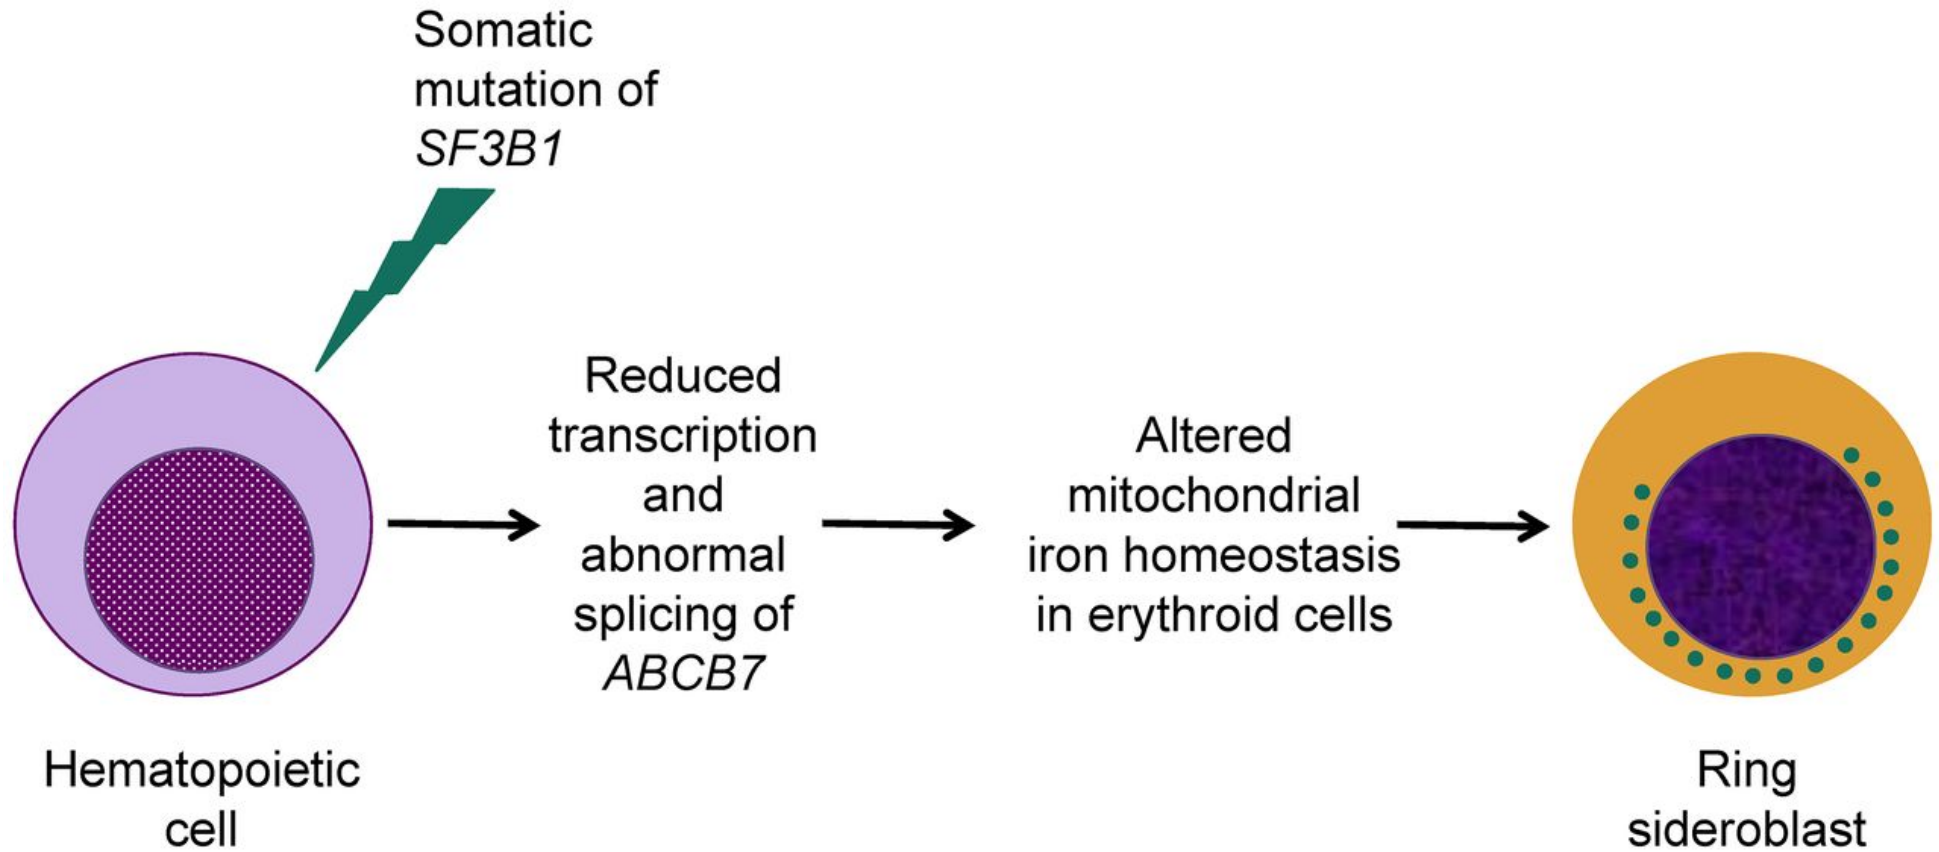 Somatic
mutation of
SF3B1
Reduced
transcription
and
abnormal
splicing of
ABCB7
Altered
mitochondrial
iron homeostasis
in erythroid cells
Hematopoietic
cell
Ring
sideroblast